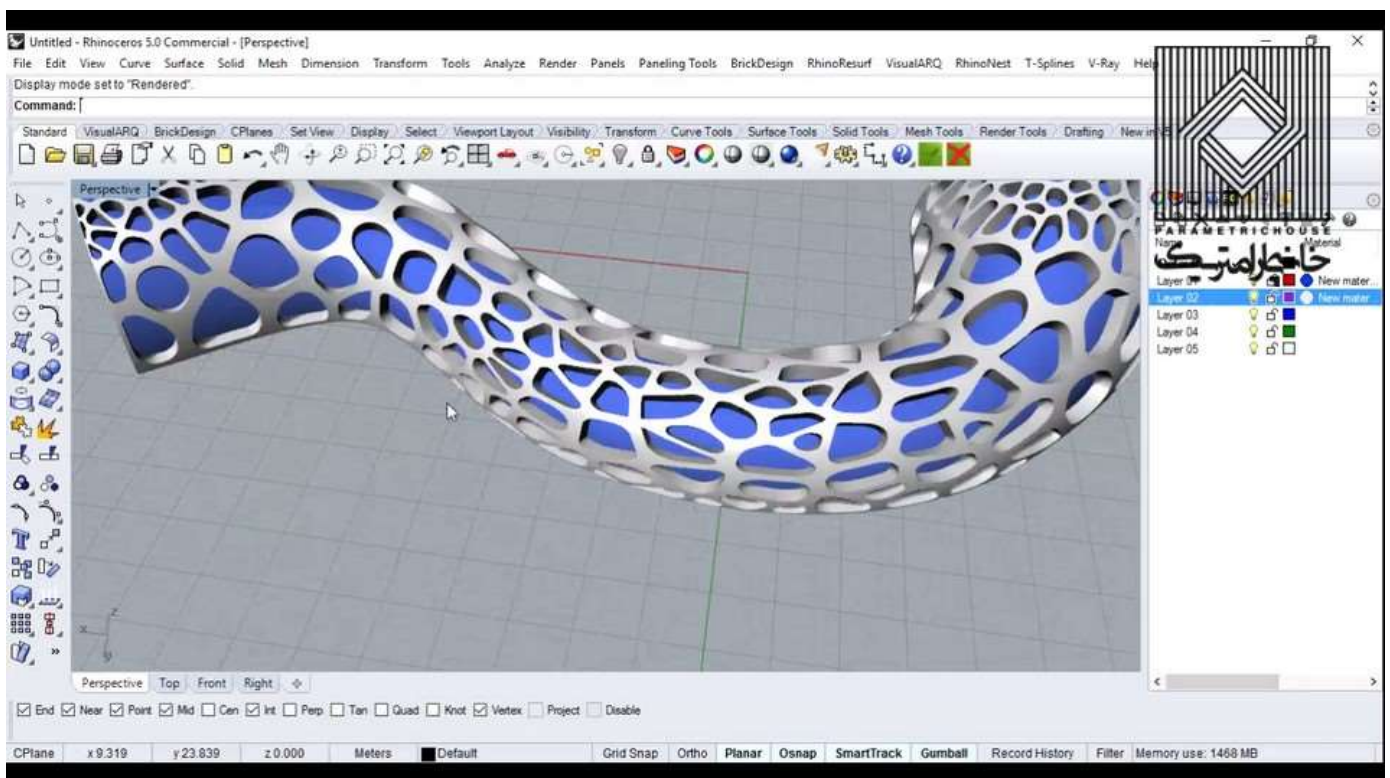 Untitled - Rhinoceros 5.0 Commercial - [Perspective]
File Edit View Curve Surface Solid Mesh Dimension Transform Tools Analyze Render Panels Paneling Tools BrickDesign RhinoResurf VisualARQ RhinoNest T-Splines V-Ray Help
Display mode set to "Rendered".
Command:
Standard VisualARQ BrickDesign CPlanes Set View Display Select Viewport Layout Visibility Transform Curve Tools Surface Tools Solid Tools Mesh Tools Render Tools Drafting New in V5
Perspective
PARAMETRICHOUSE
Name Material
خانه پارامتریک
Layer 01 New mater...
Layer 02 New mater
Layer 03
Layer 04
Layer 05
z
x
y
Perspective Top Front Right
End Near Point Mid Cen Int Perp Tan Quad Knot Vertex Project Disable
CPlane x 9.319 y 23.839 z 0.000 Meters Default Grid Snap Ortho Planar Osnap SmartTrack Gumball Record History Filter Memory use: 1468 MB